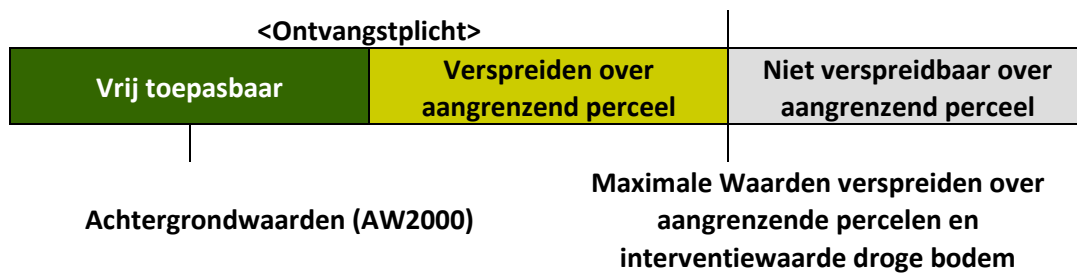 <Ontvangstplicht>
Vrij toepasbaar
Verspreiden over
aangrenzend perceel
Niet verspreidbaar over
aangrenzend perceel
Achtergrondwaarden (AW2000)
Maximale Waarden verspreiden over
aangrenzende percelen en
interventiewaarde droge bodem